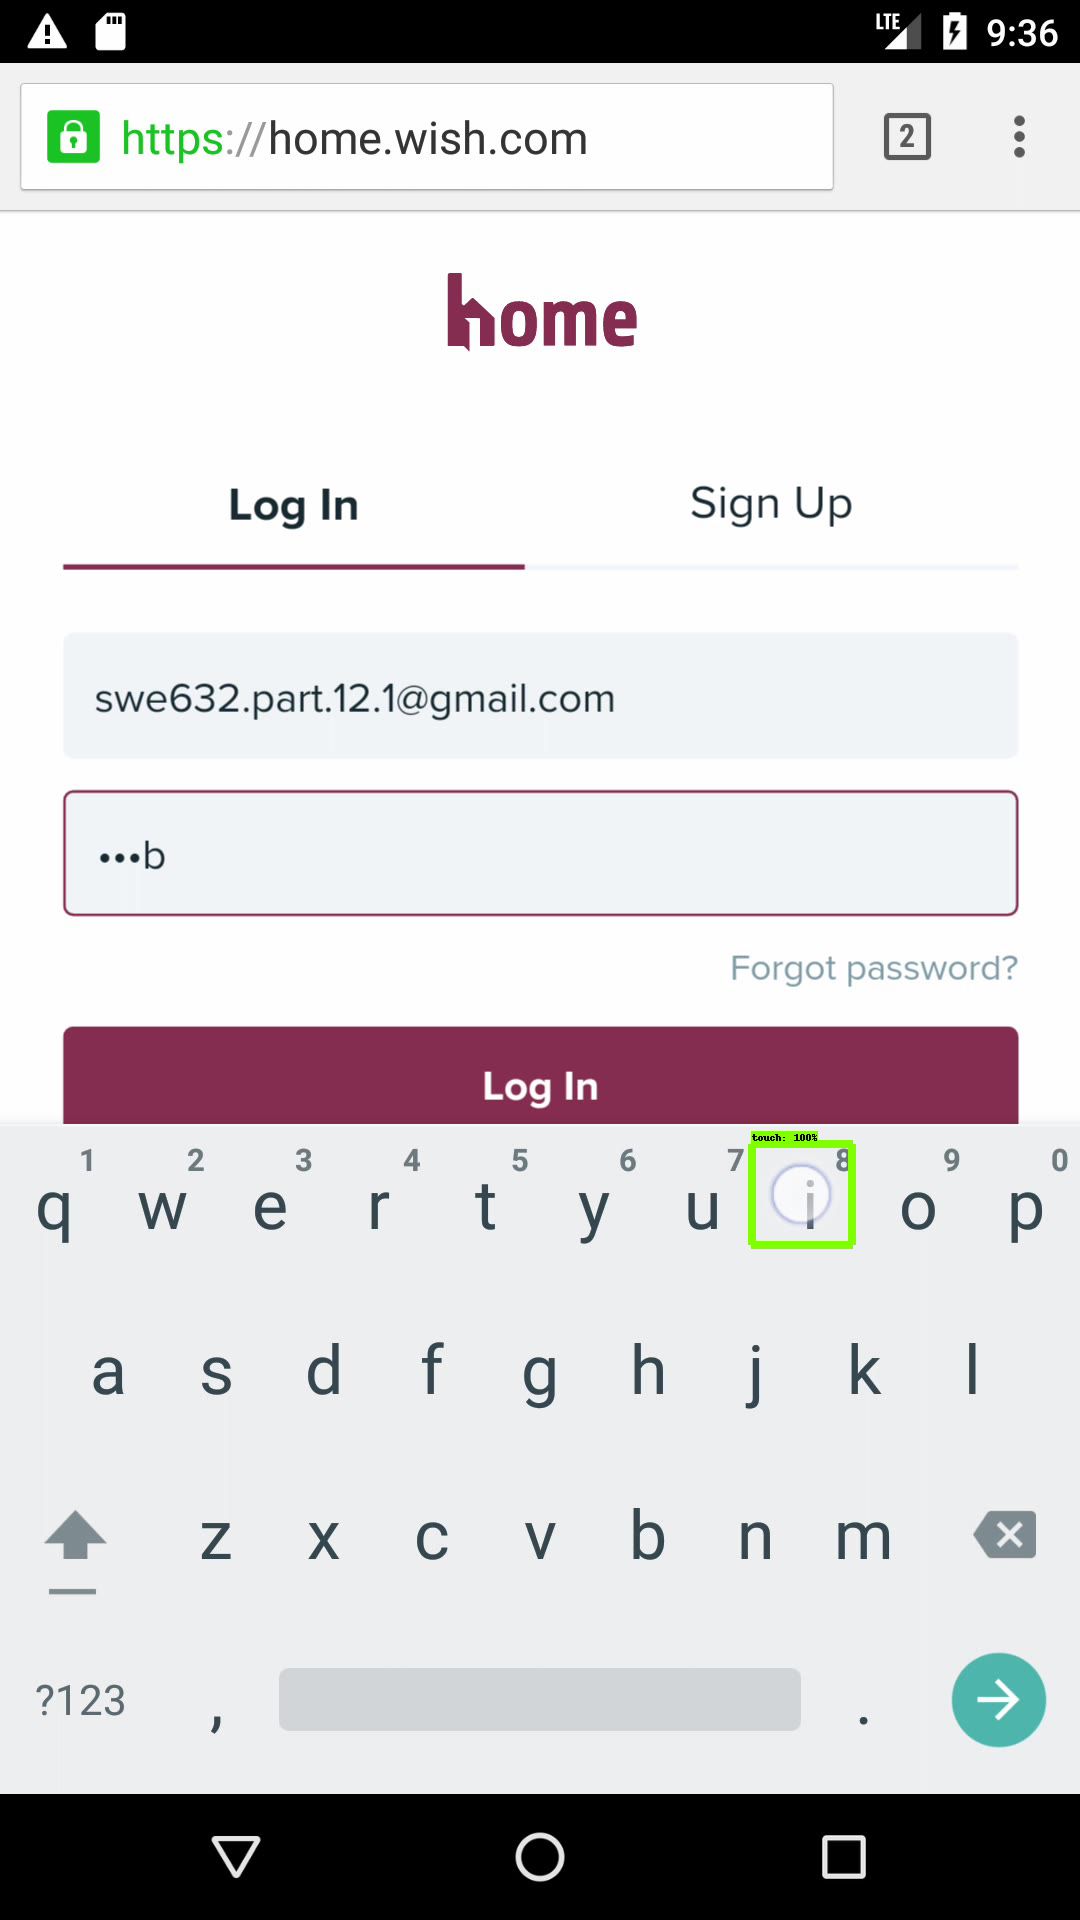 LTE 9:36
https://home.wish.com 2
home
Log In Sign Up
swe632.part.12.1@gmail.com
•••b
Forgot password?
Log In
touch: 100%
1 2 3 4 5 6 7 8 9 0
q w e r t y u i o p
a s d f g h j k l
z x c v b n m
?123 , .